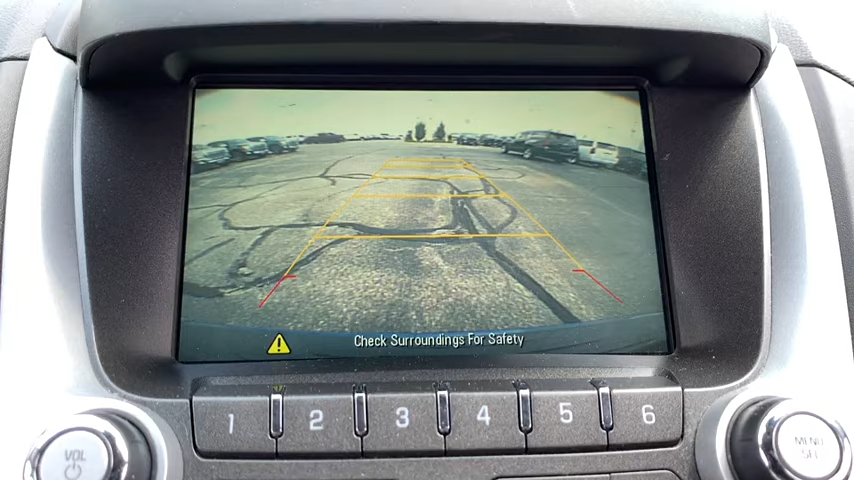 Check Surroundings For Safety
1 2 3 4 5 6
VOL
MENU
SEL